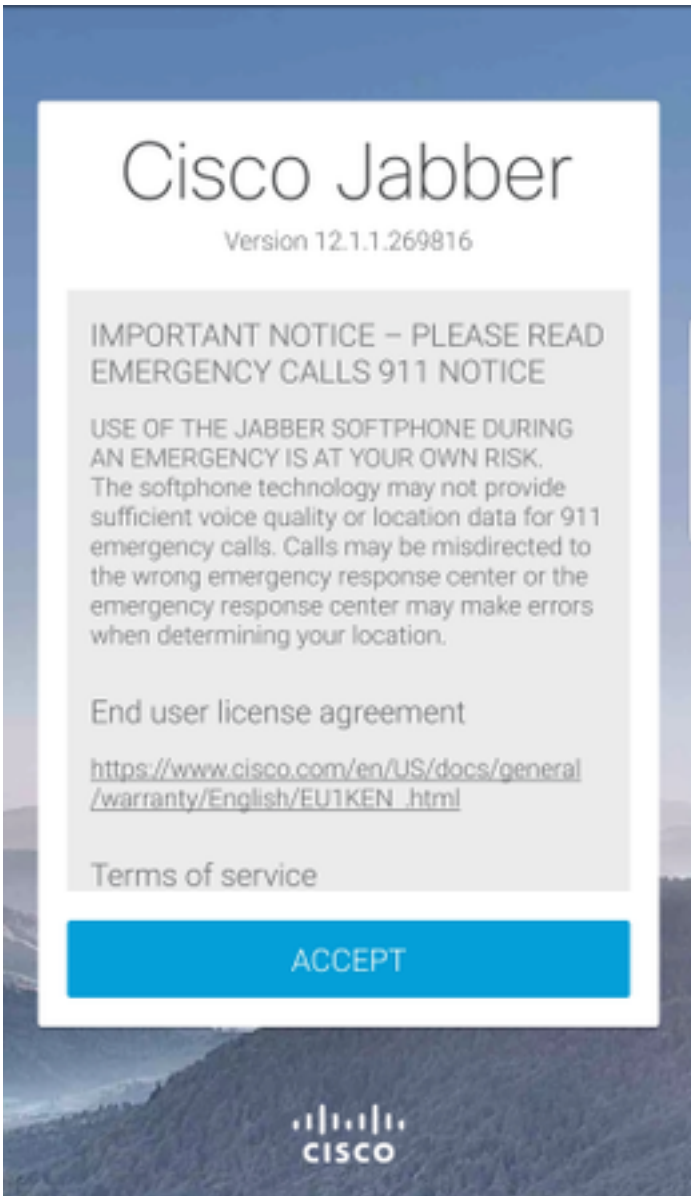 Cisco Jabber
Version 12.1.1.269816
IMPORTANT NOTICE – PLEASE READ
EMERGENCY CALLS 911 NOTICE
USE OF THE JABBER SOFTPHONE DURING
AN EMERGENCY IS AT YOUR OWN RISK.
The softphone technology may not provide
sufficient voice quality or location data for 911
emergency calls. Calls may be misdirected to
the wrong emergency response center or the
emergency response center may make errors
when determining your location.
End user license agreement
https://www.cisco.com/en/US/docs/general
/warranty/English/EU1KEN_.html
Terms of service
ACCEPT
CISCO